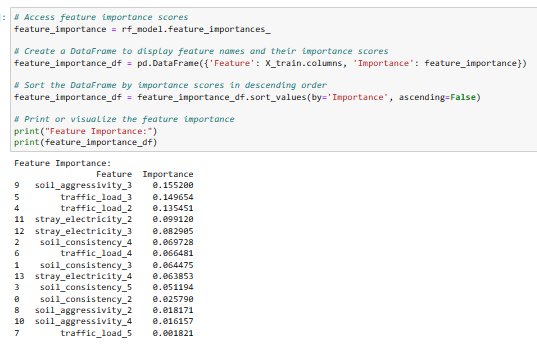 ]:
# Access feature importance scores
feature_importance = rf_model.feature_importances_
# Create a DataFrame to display feature names and their importance scores
feature_importance_df = pd.DataFrame({'Feature': X_train.columns, 'Importance': feature_importance})
# Sort the DataFrame by importance scores in descending order
feature_importance_df = feature_importance_df.sort_values(by='Importance', ascending=False)
# Print or visualize the feature importance
print("Feature Importance:")
print(feature_importance_df)
Feature Importance:
Feature Importance
9 soil_aggressivity_3 0.155200
5 traffic_load_3 0.149654
4 traffic_load_2 0.135451
11 stray_electricity_2 0.099120
12 stray_electricity_3 0.082905
2 soil_consistency_4 0.069728
6 traffic_load_4 0.066481
1 soil_consistency_3 0.064475
13 stray_electricity_4 0.063853
3 soil_consistency_5 0.051194
0 soil_consistency_2 0.025790
8 soil_aggressivity_2 0.018171
10 soil_aggressivity_4 0.016157
7 traffic_load_5 0.001821